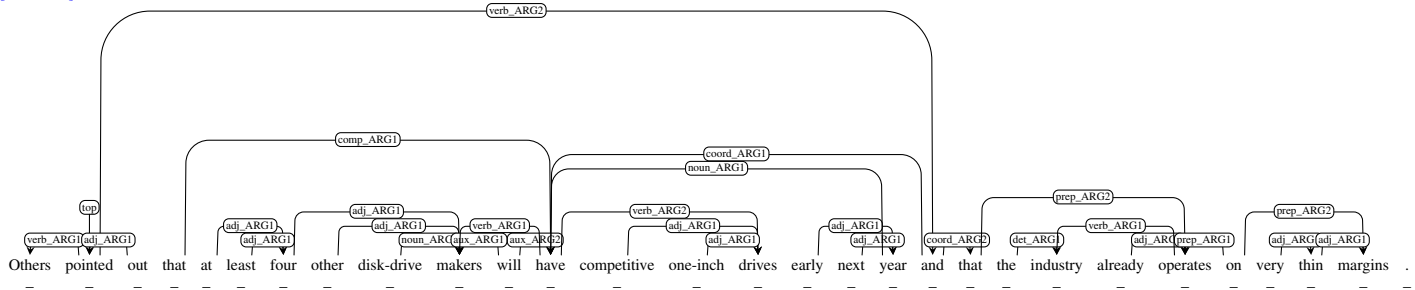 verb_ARG2
comp_ARG1
coord_ARG1
noun_ARG1
prep_ARG2
top adj_ARG1 verb_ARG2 prep_ARG2
adj_ARG1 adj_ARG1 verb_ARG1 adj_ARG1 adj_ARG1 verb_ARG1
verb_ARG1 adj_ARG1 adj_ARG1 aux_ARG1 aux_ARG2 adj_ARG1 adj_ARG1 coord_ARG2 det_ARG1 prep_ARG1 adj_ARG1
Others pointed out that at least four other disk-drive makers will have competitive one-inch drives early next year and that the industry already operates on very thin margins .
_ _ _ _ _ _ _ _ _ _ _ _ _ _ _ _ _ _ _ _ _ _ _ _ _ _ _ _ _